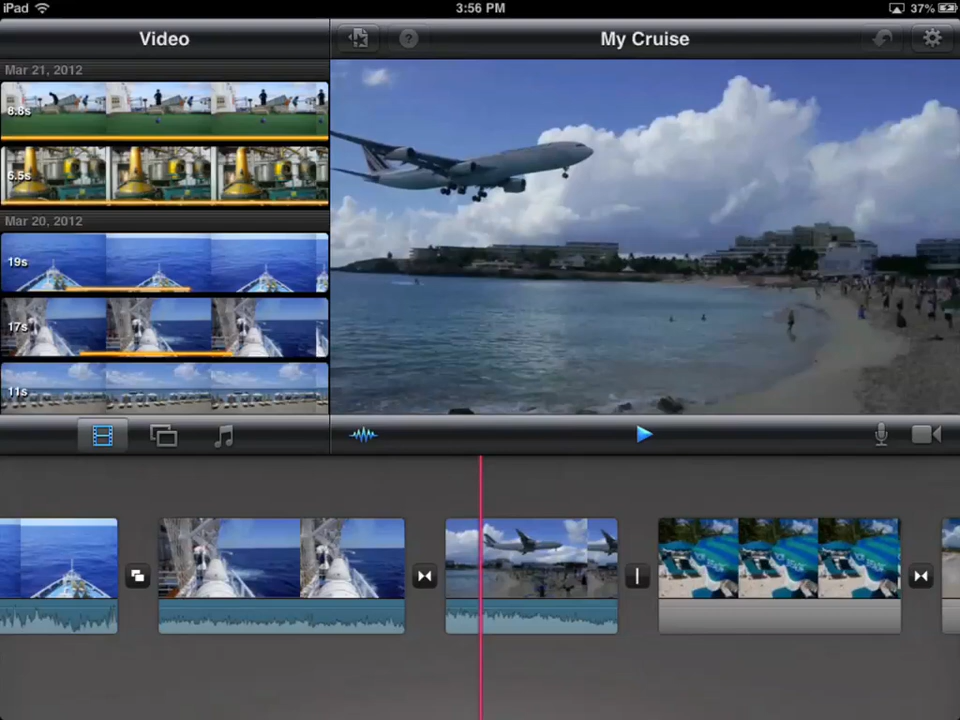 iPad
3:56 PM
37%
Video
?
My Cruise
Mar 21, 2012
8.8s
6.5s
Mar 20, 2012
19s
17s
11s